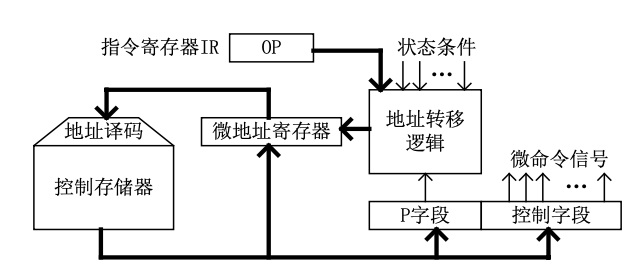 指令寄存器IR
OP
状态条件
...
地址转移
逻辑
地址译码
微地址寄存器
控制存储器
微命令信号
...
P字段
控制字段